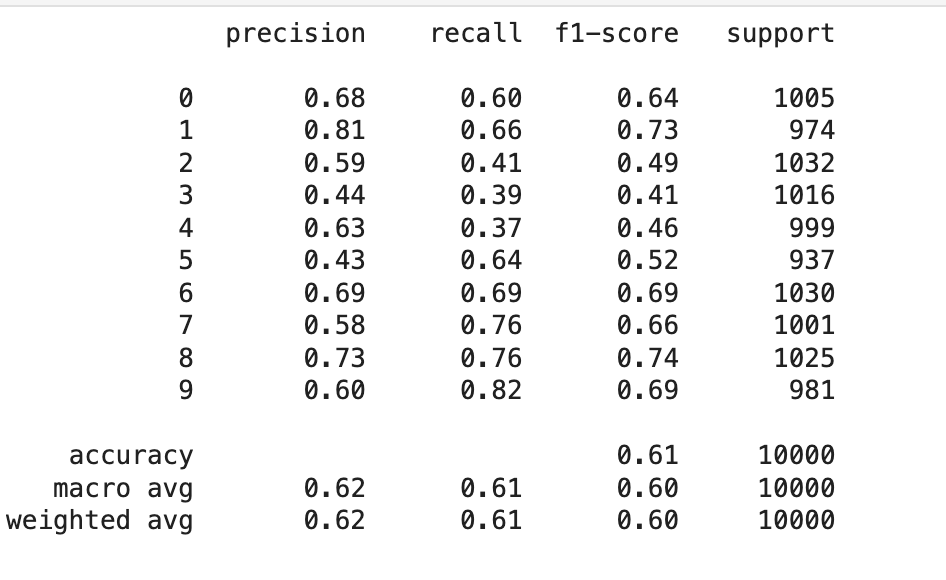 precision recall f1-score support
0 0.68 0.60 0.64 1005
1 0.81 0.66 0.73 974
2 0.59 0.41 0.49 1032
3 0.44 0.39 0.41 1016
4 0.63 0.37 0.46 999
5 0.43 0.64 0.52 937
6 0.69 0.69 0.69 1030
7 0.58 0.76 0.66 1001
8 0.73 0.76 0.74 1025
9 0.60 0.82 0.69 981
accuracy 0.61 10000
macro avg 0.62 0.61 0.60 10000
weighted avg 0.62 0.61 0.60 10000